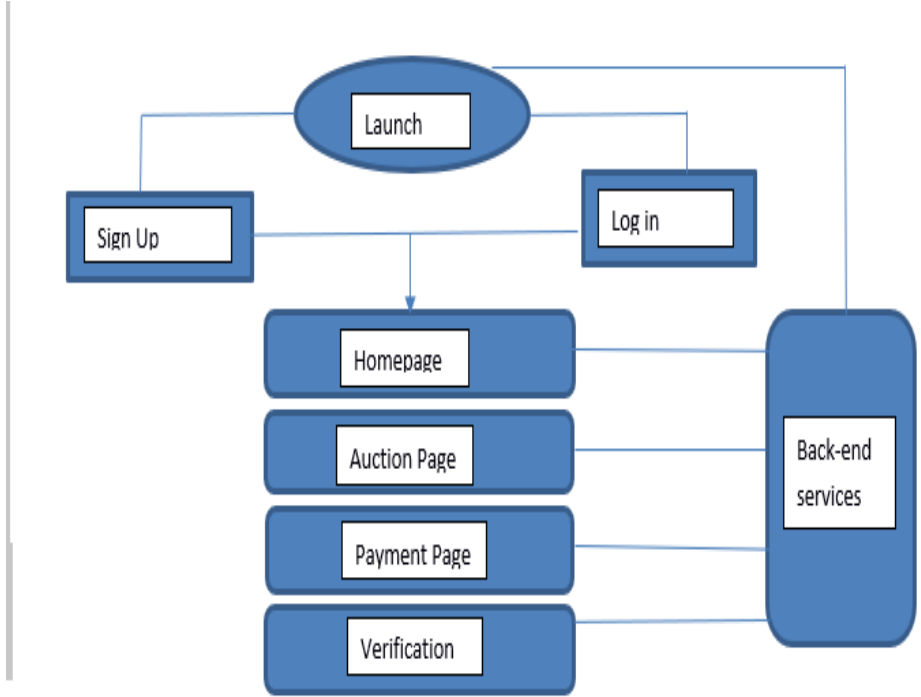 Launch
Sign Up
Log in
Homepage
Auction Page
Payment Page
Verification
Back-end
services